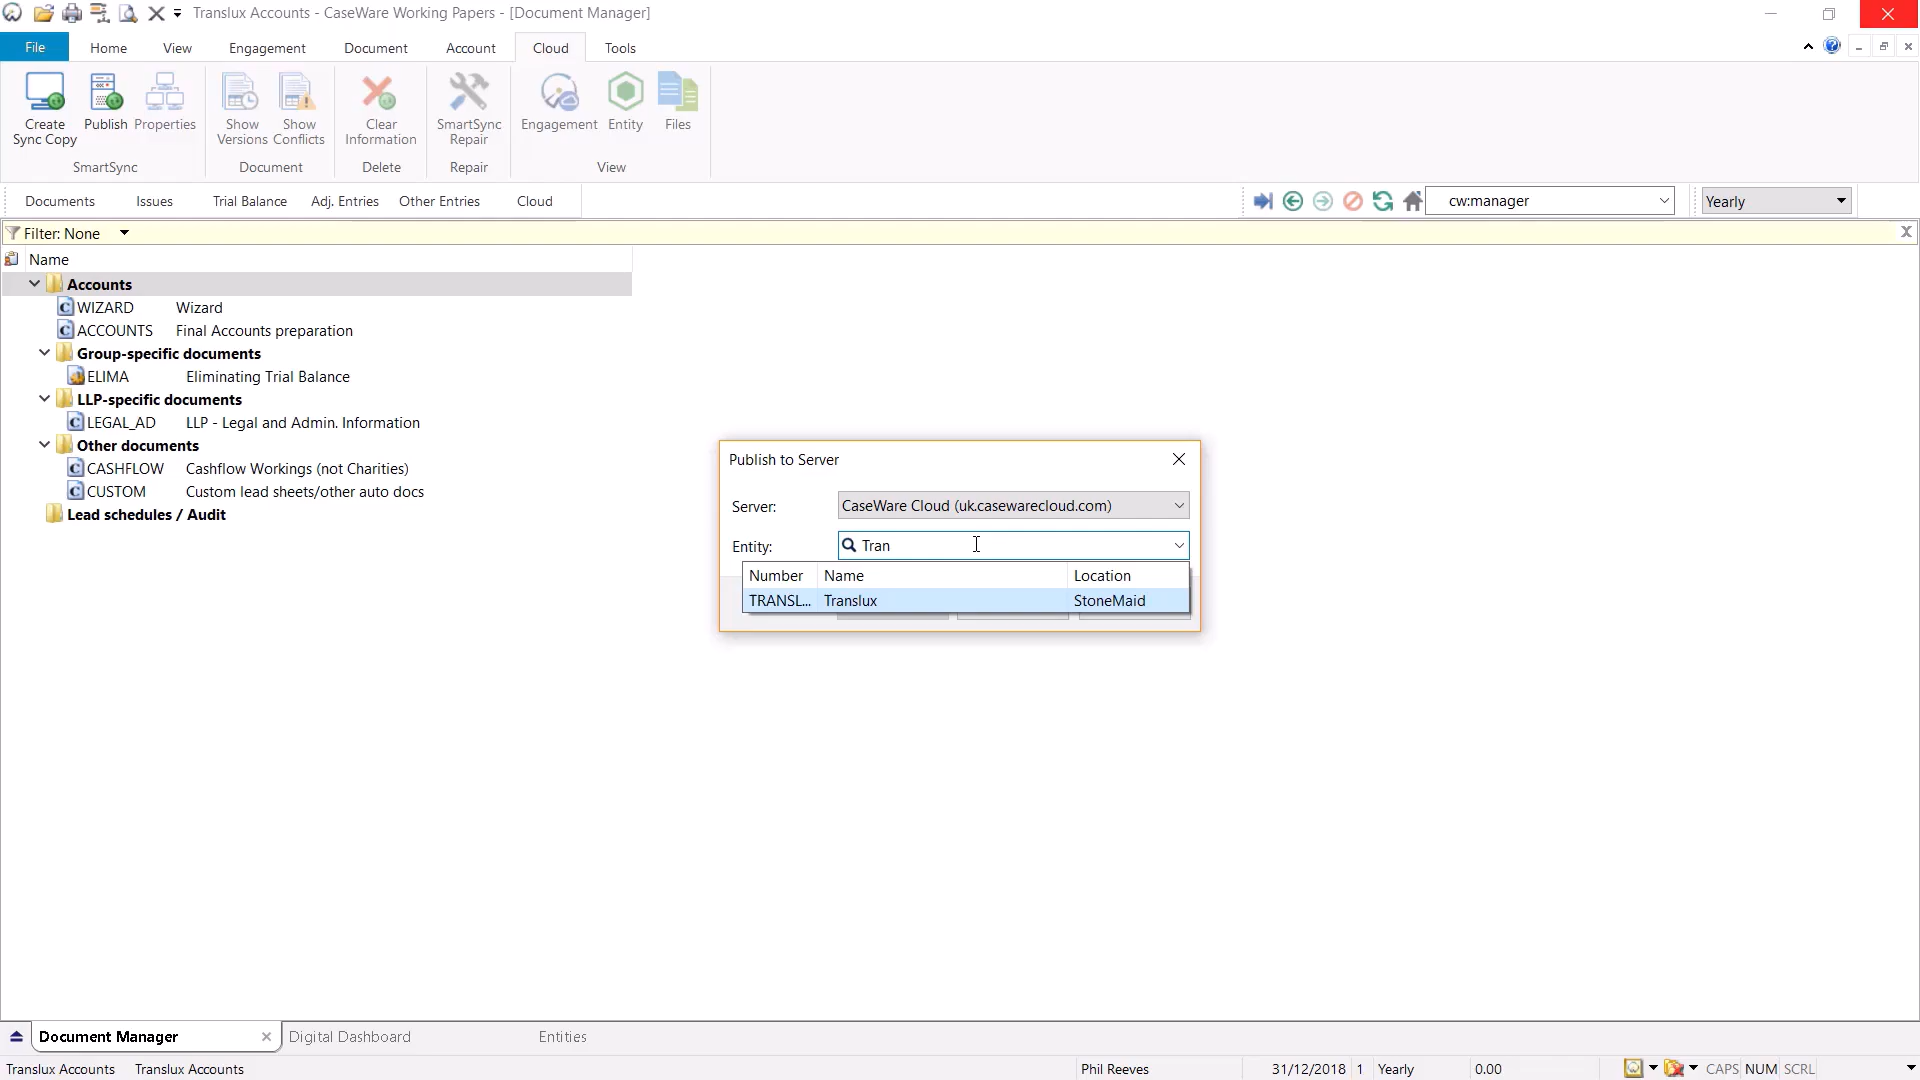 Translux Accounts - CaseWare Working Papers - [Document Manager]
File Home View Engagement Document Account Cloud Tools
Create Sync Copy Publish Properties Show Versions Show Conflicts Clear Information SmartSync Repair Engagement Entity Files
SmartSync Document Delete Repair View
Documents Issues Trial Balance Adj. Entries Other Entries Cloud cw:manager Yearly
Filter: None X
Name
Accounts
WIZARD Wizard
ACCOUNTS Final Accounts preparation
Group-specific documents
ELIMA Eliminating Trial Balance
LLP-specific documents
LEGAL_AD LLP - Legal and Admin. Information
Other documents
CASHFLOW Cashflow Workings (not Charities)
CUSTOM Custom lead sheets/other auto docs
Lead schedules / Audit
Publish to Server
Server: CaseWare Cloud (uk.casewarecloud.com)
Entity: Tran
Number Name Location
TRANSL... Translux StoneMaid
Document Manager Digital Dashboard Entities
Translux Accounts Translux Accounts Phil Reeves 31/12/2018 1 Yearly 0.00 CAPS NUM SCRL